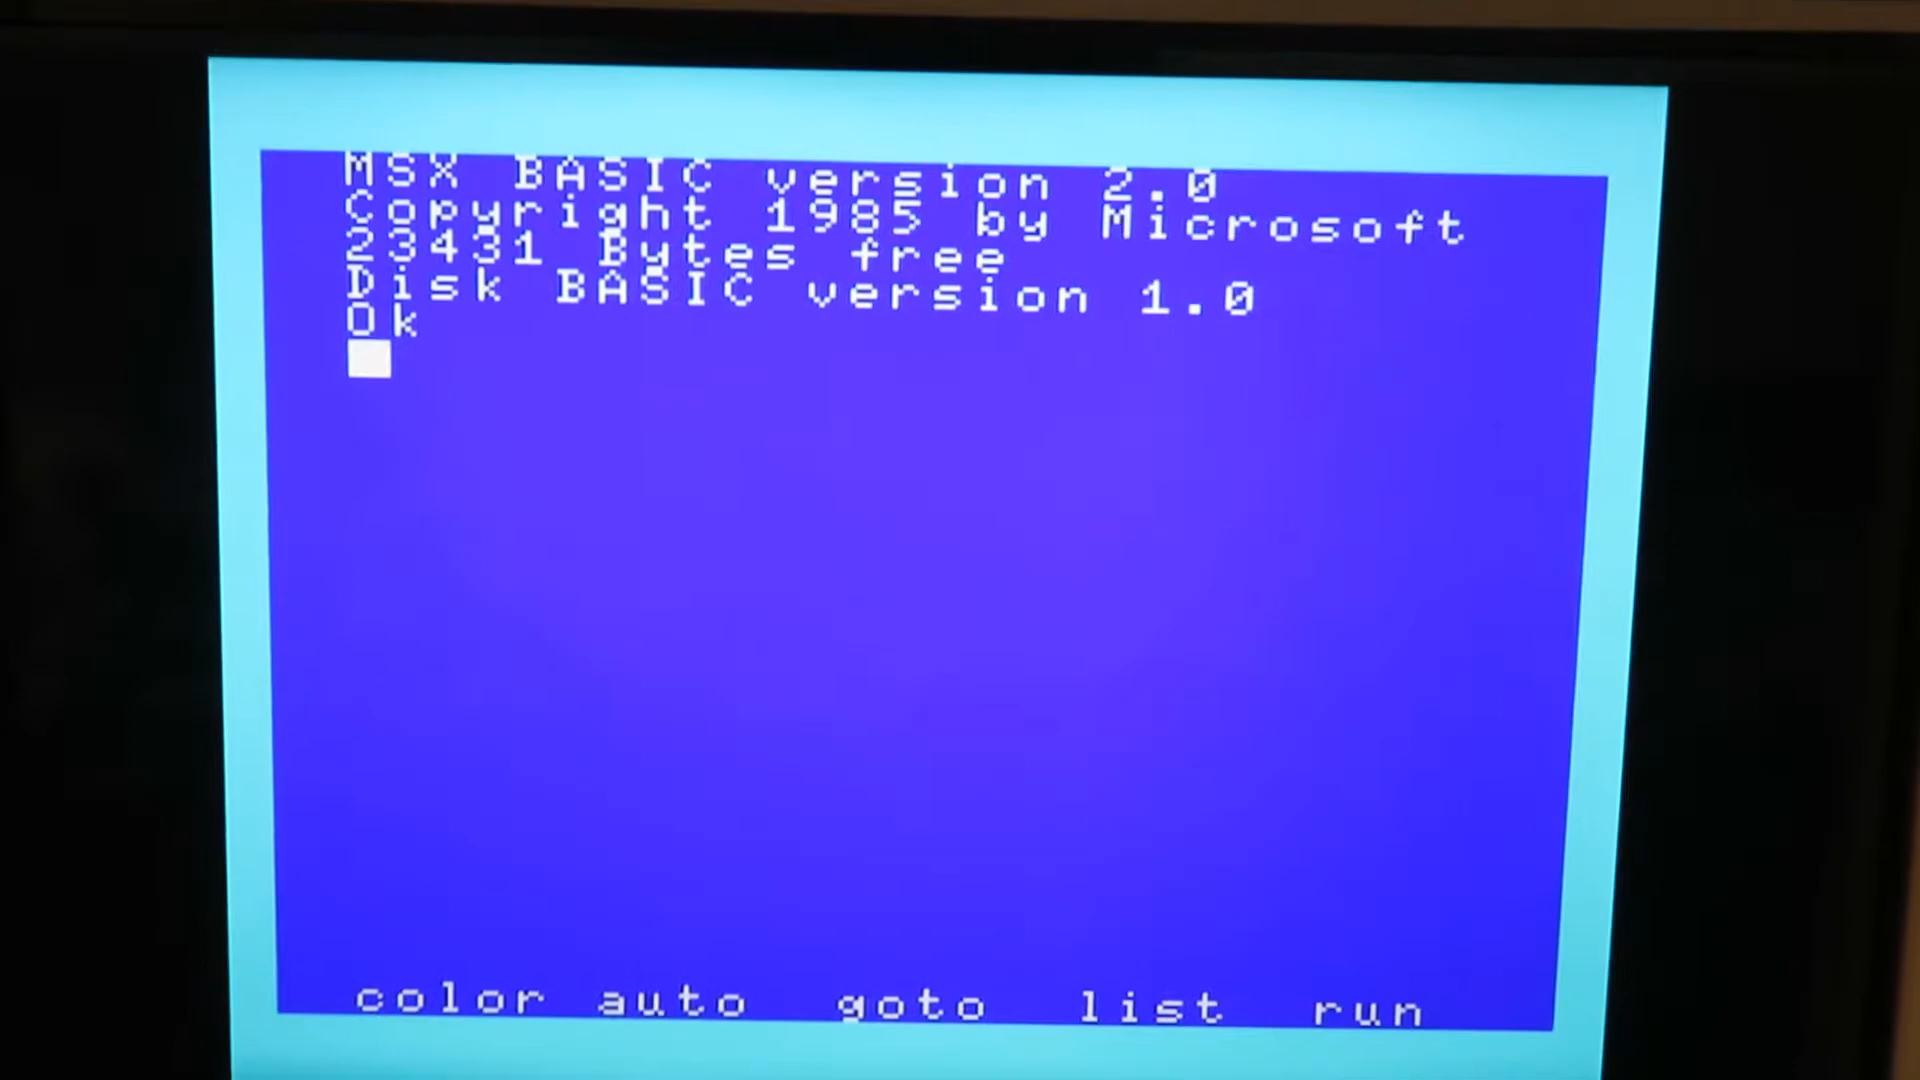 MSX BASIC version 2.0
Copyright 1985 by Microsoft
23431 Bytes free
Disk BASIC version 1.0
Ok
color auto goto list run